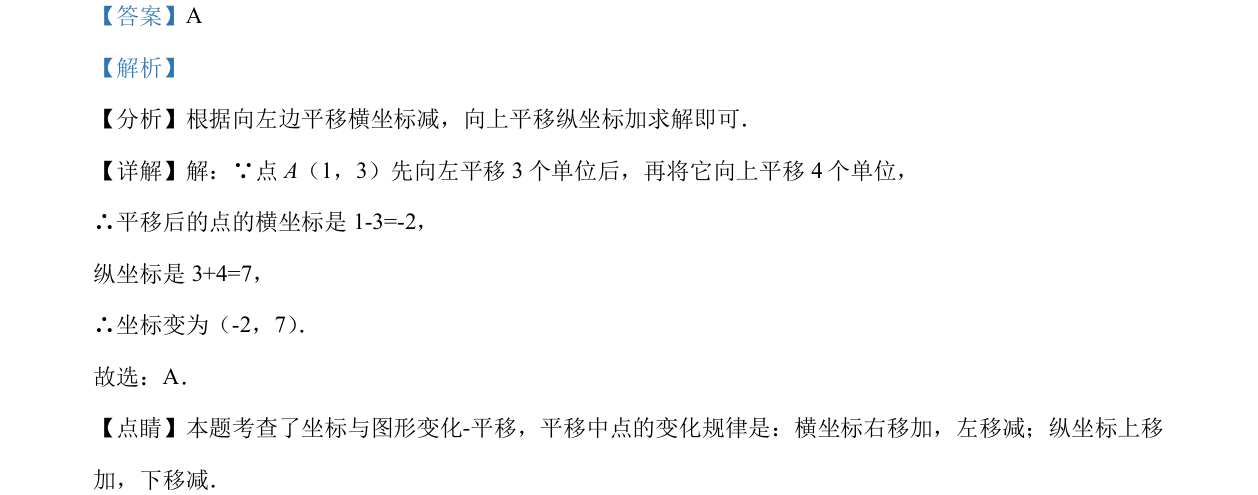 【答案】A
【解析】
【分析】根据向左边平移横坐标减，向上平移纵坐标加求解即可．
【详解】解：∵点 A（1，3）先向左平移 3 个单位后，再将它向上平移 4 个单位，
∴平移后的点的横坐标是 1-3=-2，
纵坐标是 3+4=7，
∴坐标变为（-2，7）．
故选：A．
【点睛】本题考查了坐标与图形变化-平移，平移中点的变化规律是：横坐标右移加，左移减；纵坐标上移
加，下移减．